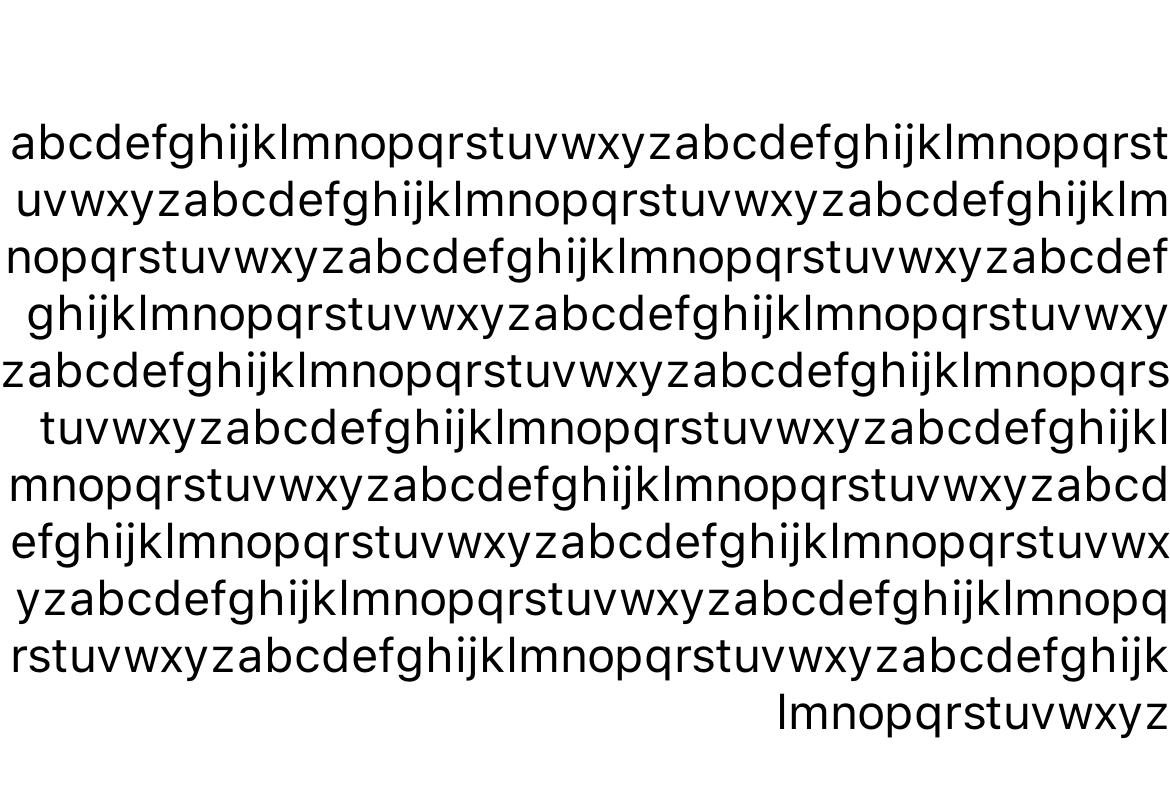 abcdefghijklmnopqrstuvwxyzabcdefghijklmnopqrst
uvwxyzabcdefghijklmnopqrstuvwxyzabcdefghijklm
nopqrstuvwxyzabcdefghijklmnopqrstuvwxyzabcdef
ghijklmnopqrstuvwxyzabcdefghijklmnopqrstuvwxy
zabcdefghijklmnopqrstuvwxyzabcdefghijklmnopqrs
tuvwxyzabcdefghijklmnopqrstuvwxyzabcdefghijkl
mnopqrstuvwxyzabcdefghijklmnopqrstuvwxyzabcd
efghijklmnopqrstuvwxyzabcdefghijklmnopqrstuvwx
yzabcdefghijklmnopqrstuvwxyzabcdefghijklmnopq
rstuvwxyzabcdefghijklmnopqrstuvwxyzabcdefghijk
lmnopqrstuvwxyz